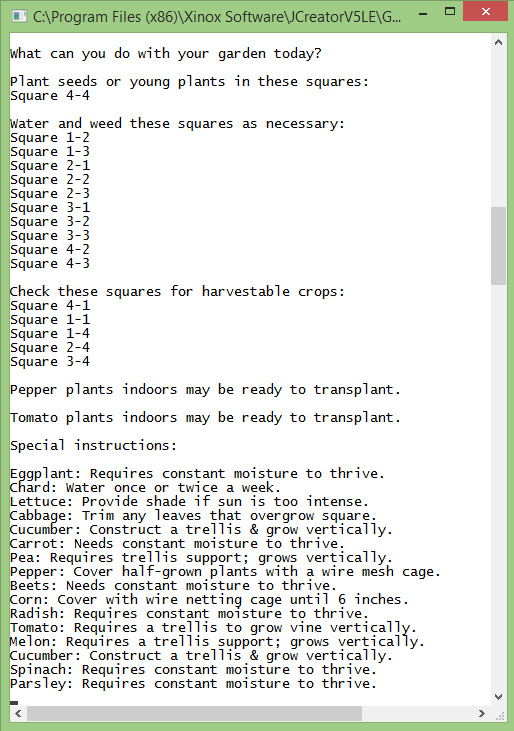 C:\Program Files (x86)\Xinox Software\JCreatorV5LE\G...
What can you do with your garden today?
Plant seeds or young plants in these squares:
Square 4-4
Water and weed these squares as necessary:
Square 1-2
Square 1-3
Square 2-1
Square 2-2
Square 2-3
Square 3-1
Square 3-2
Square 3-3
Square 4-2
Square 4-3
Check these squares for harvestable crops:
Square 4-1
Square 1-1
Square 1-4
Square 2-4
Square 3-4
Pepper plants indoors may be ready to transplant.
Tomato plants indoors may be ready to transplant.
Special instructions:
Eggplant: Requires constant moisture to thrive.
Chard: Water once or twice a week.
Lettuce: Provide shade if sun is too intense.
Cabbage: Trim any leaves that overgrow square.
Cucumber: Construct a trellis & grow vertically.
Carrot: Needs constant moisture to thrive.
Pea: Requires trellis support; grows vertically.
Pepper: Cover half-grown plants with a wire mesh cage.
Beets: Needs constant moisture to thrive.
Corn: Cover with wire netting cage until 6 inches.
Radish: Requires constant moisture to thrive.
Tomato: Requires a trellis to grow vine vertically.
Melon: Requires a trellis support; grows vertically.
Cucumber: Construct a trellis & grow vertically.
Spinach: Requires constant moisture to thrive.
Parsley: Requires constant moisture to thrive.